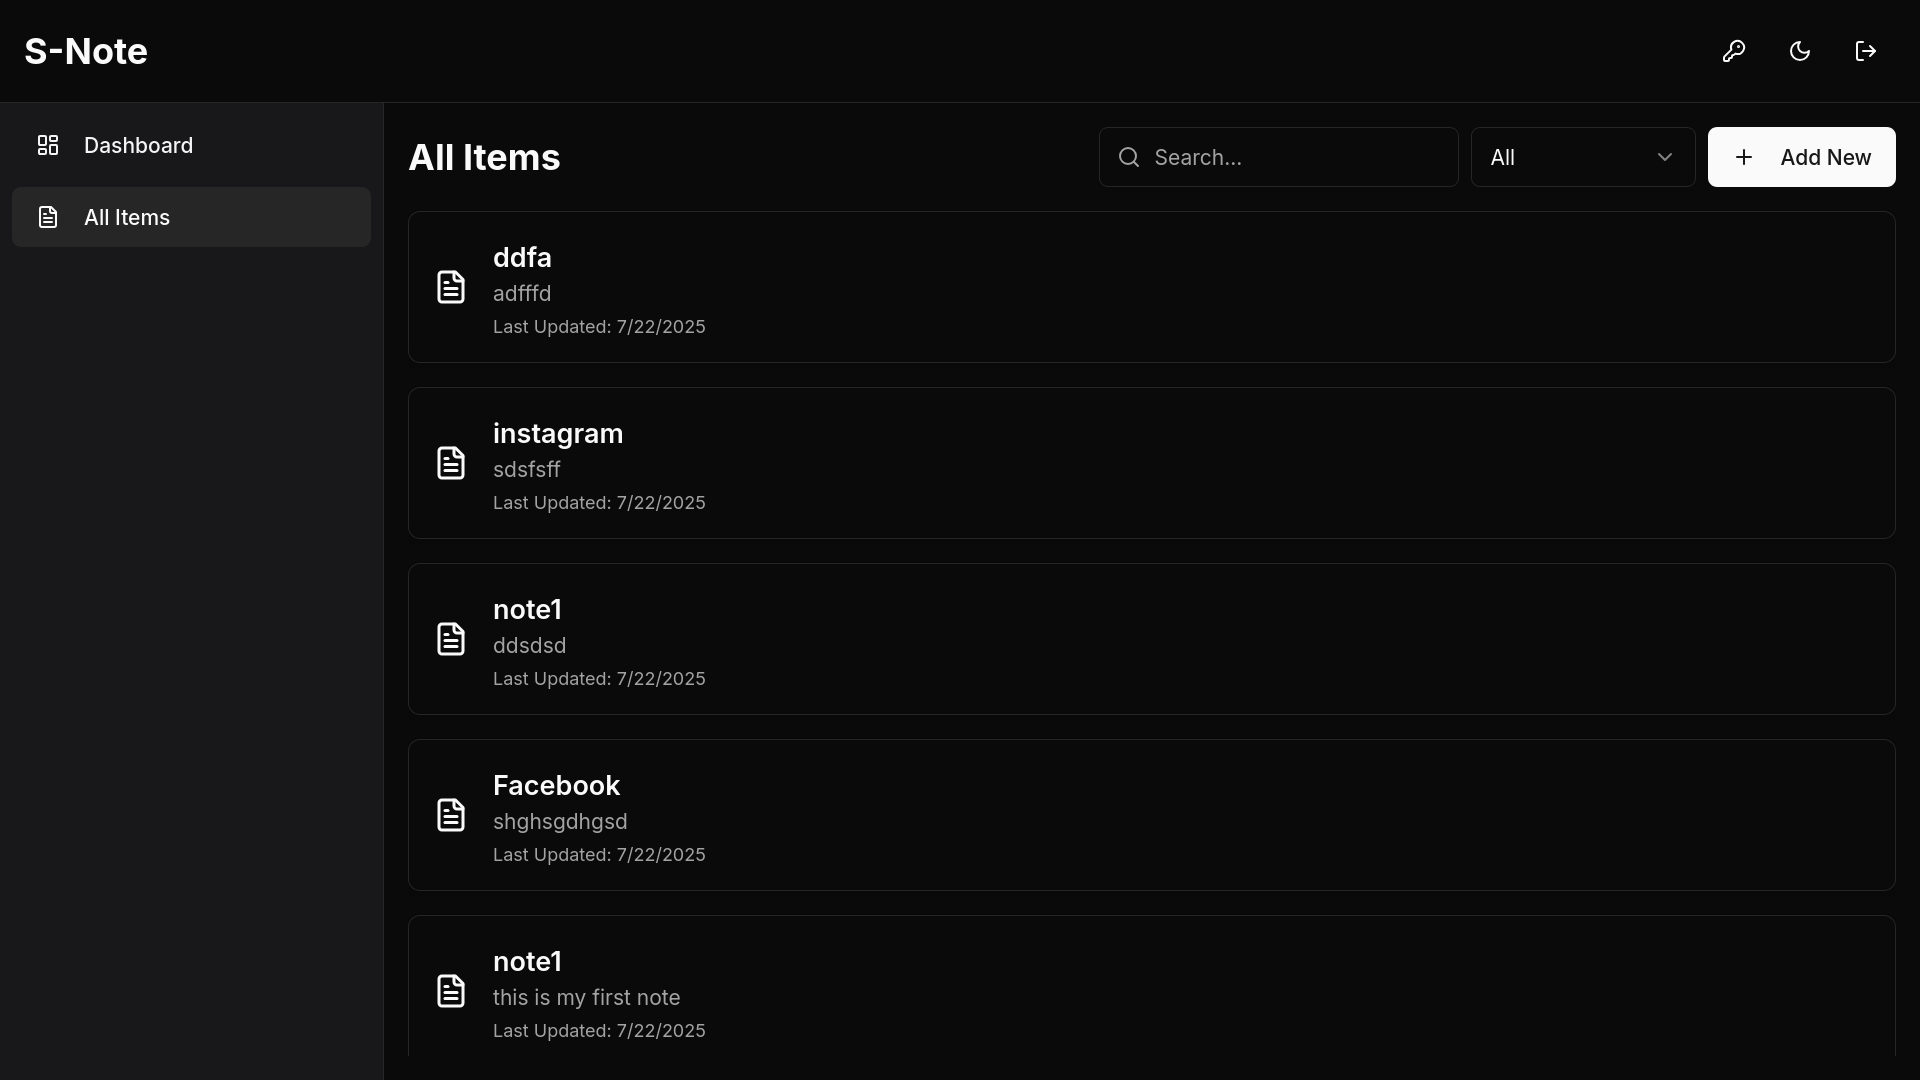 S-Note
Dashboard
All Items
All Items
Search...
All
Add New
ddfa
adfffd
Last Updated: 7/22/2025
instagram
sdsfsff
Last Updated: 7/22/2025
note1
ddsdsd
Last Updated: 7/22/2025
Facebook
shghsgdhgsd
Last Updated: 7/22/2025
note1
this is my first note
Last Updated: 7/22/2025